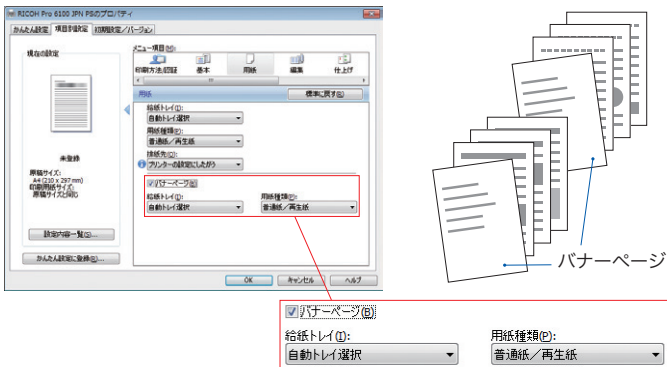 RICOH Pro 6100 JPN PSのプロパティ
かんたん設定 項目別設定 初期設定／バージョン
現在の設定
未登録
原稿サイズ:
A4 (210 x 297 mm)
印刷用紙サイズ:
原稿サイズと同じ
設定内容一覧(S)...
かんたん設定に登録(R)...
メニュー項目(M):
印刷方法/認証 基本 用紙 編集 仕上げ
用紙 標準に戻す(E)
給紙トレイ(D):
自動トレイ選択
用紙種類(P):
普通紙／再生紙
排紙先(O):
プリンターの設定にしたがう
バナーページ(B)
給紙トレイ(I): 用紙種類(P):
自動トレイ選択 普通紙／再生紙
OK キャンセル ヘルプ
バナーページ
バナーページ(B)
給紙トレイ(I): 用紙種類(P):
自動トレイ選択 普通紙／再生紙